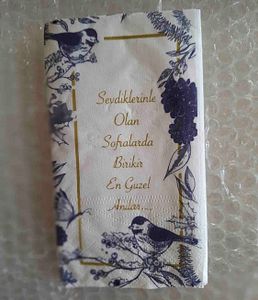 Sevdiklerinle
Olan
Sofralarda
Birikir
En Güzel
Anılar....